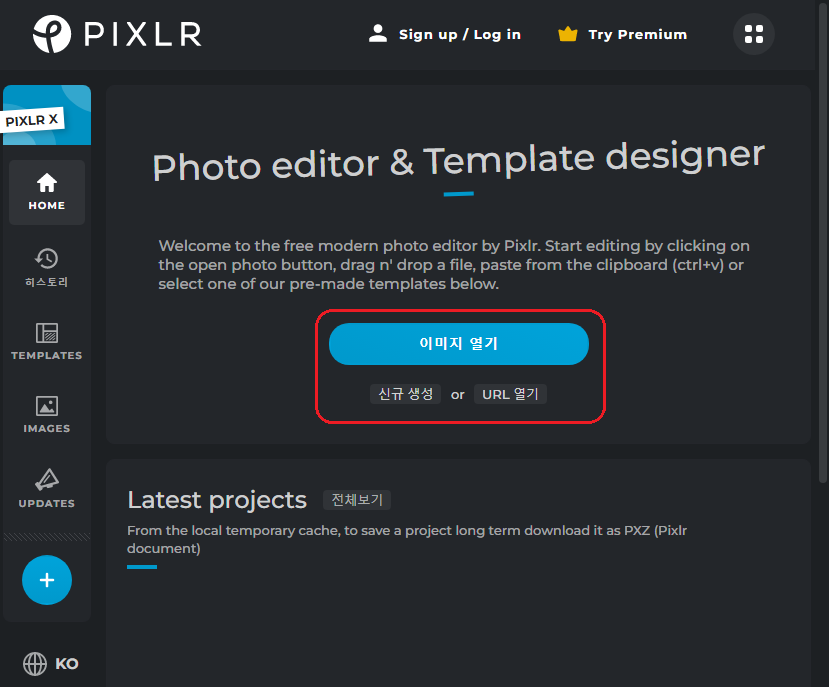 PIXLR
Sign up / Log in
Try Premium
PIXLR X
HOME
히스토리
TEMPLATES
IMAGES
UPDATES
KO
Photo editor & Template designer
Welcome to the free modern photo editor by Pixlr. Start editing by clicking on
the open photo button, drag n' drop a file, paste from the clipboard (ctrl+v) or
select one of our pre-made templates below.
이미지 열기
신규 생성 or URL 열기
Latest projects 전체보기
From the local temporary cache, to save a project long term download it as PXZ (Pixlr
document)